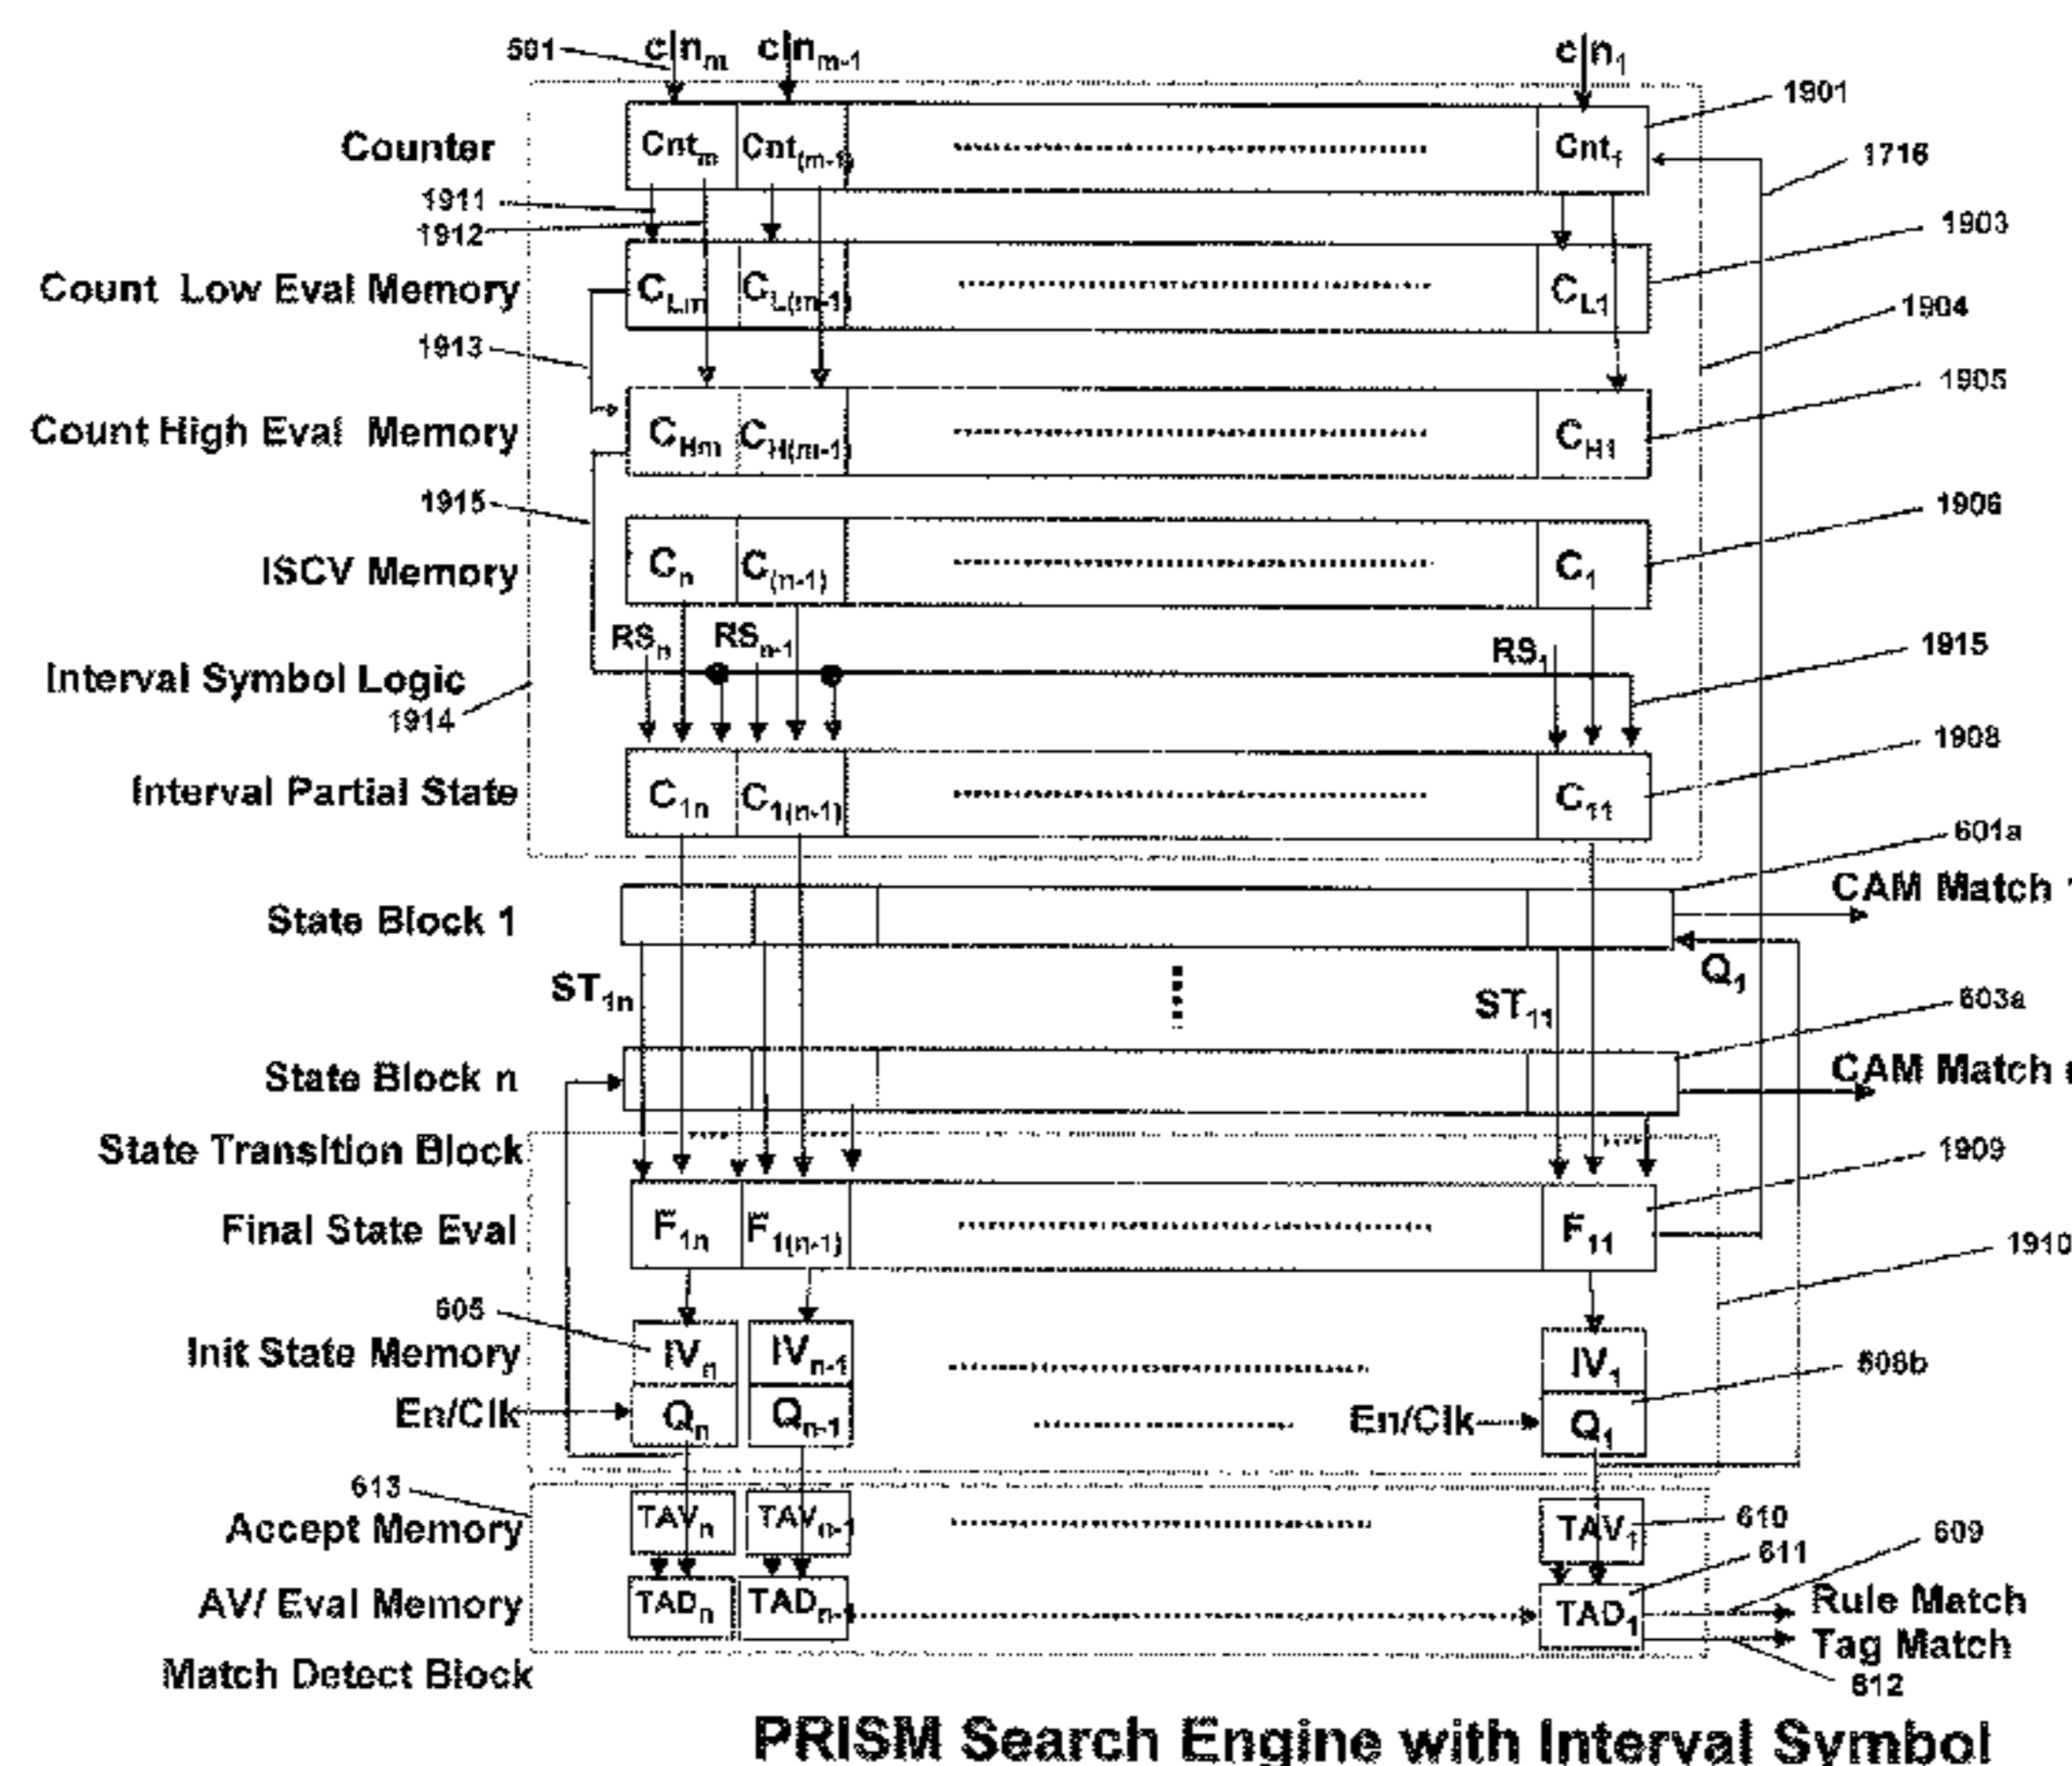 501 cIn_m cIn_m-1 cIn_1
1901
Counter Cnt_m Cnt_(m-1) Cnt_1
1716
1911
1912
1903
Count Low Eval Memory C_Lm C_L(m-1) C_L1
1904
1913
1905
Count High Eval Memory C_Hm C_H(m-1) C_H1
1915
1906
ISCV Memory C_n C_(n-1) C_1
RS_n RS_n-1 RS_1
1915
Interval Symbol Logic
1914
1908
Interval Partial State C_1n C_1(n-1) C_11
601a
State Block 1 CAM Match 1
Q_1
ST_1n ST_11
603a
State Block n CAM Match
State Transition Block
1909
Final State Eval F_1n F_1(n-1) F_11
1910
605
Init State Memory IV_n IV_n-1 IV_1
608b
En/Clk Q_n Q_n-1 En/Clk Q_1
613
Accept Memory TAV_n TAV_n-1 TAV_1
610
611
609
AV/ Eval Memory TAD_n TAD_n- TAD_1
Rule Match
Tag Match
Match Detect Block
612
PRISM Search Engine with Interval Symbol